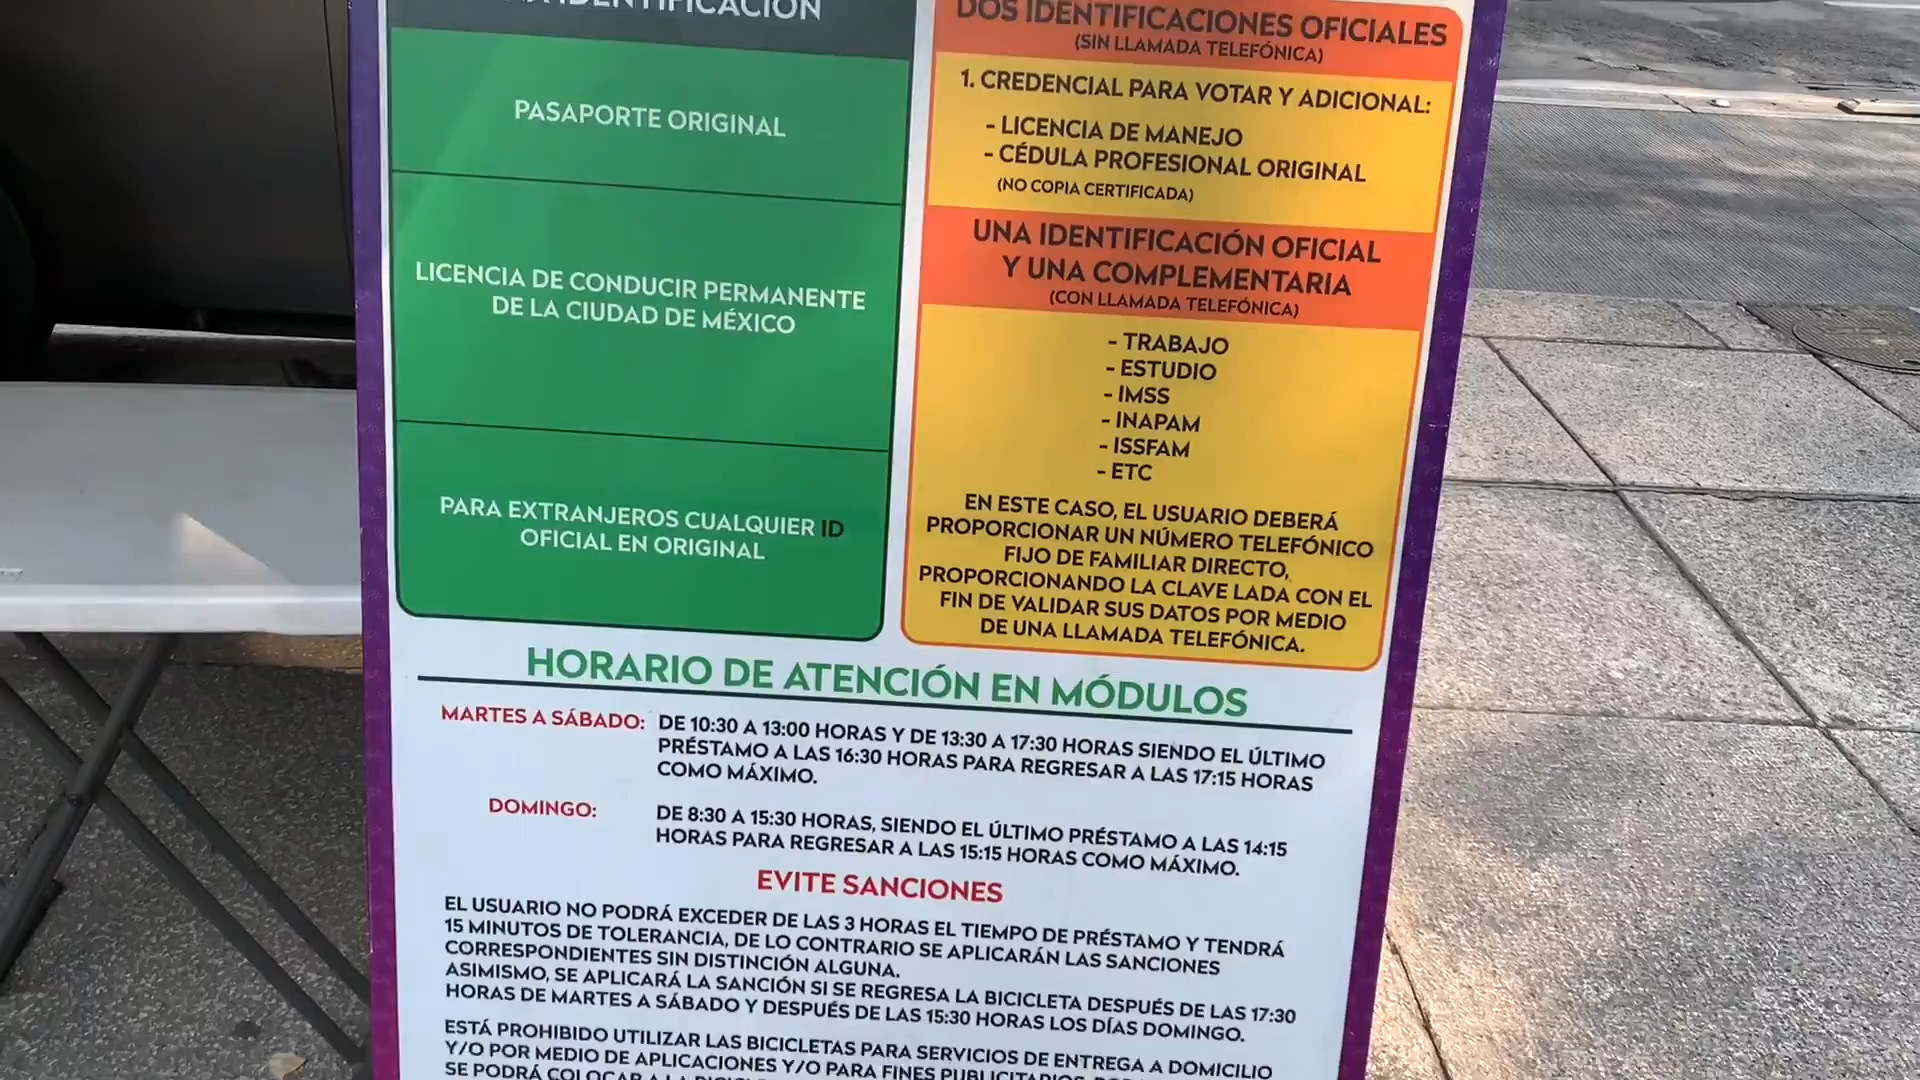 IDENTIFICACIÓN
PASAPORTE ORIGINAL
LICENCIA DE CONDUCIR PERMANENTE
DE LA CIUDAD DE MÉXICO
PARA EXTRANJEROS CUALQUIER ID
OFICIAL EN ORIGINAL
DOS IDENTIFICACIONES OFICIALES
(SIN LLAMADA TELEFÓNICA)
1. CREDENCIAL PARA VOTAR Y ADICIONAL:
- LICENCIA DE MANEJO
- CÉDULA PROFESIONAL ORIGINAL
(NO COPIA CERTIFICADA)
UNA IDENTIFICACIÓN OFICIAL
Y UNA COMPLEMENTARIA
(CON LLAMADA TELEFÓNICA)
- TRABAJO
- ESTUDIO
- IMSS
- INAPAM
- ISSFAM
- ETC
EN ESTE CASO, EL USUARIO DEBERÁ
PROPORCIONAR UN NÚMERO TELEFÓNICO
FIJO DE FAMILIAR DIRECTO,
PROPORCIONANDO LA CLAVE LADA CON EL
FIN DE VALIDAR SUS DATOS POR MEDIO
DE UNA LLAMADA TELEFÓNICA.
HORARIO DE ATENCIÓN EN MÓDULOS
MARTES A SÁBADO: DE 10:30 A 13:00 HORAS Y DE 13:30 A 17:30 HORAS SIENDO EL ÚLTIMO
PRÉSTAMO A LAS 16:30 HORAS PARA REGRESAR A LAS 17:15 HORAS
COMO MÁXIMO.
DOMINGO: DE 8:30 A 15:30 HORAS, SIENDO EL ÚLTIMO PRÉSTAMO A LAS 14:15
HORAS PARA REGRESAR A LAS 15:15 HORAS COMO MÁXIMO.
EVITE SANCIONES
EL USUARIO NO PODRÁ EXCEDER DE LAS 3 HORAS EL TIEMPO DE PRÉSTAMO Y TENDRÁ
15 MINUTOS DE TOLERANCIA, DE LO CONTRARIO SE APLICARÁN LAS SANCIONES
CORRESPONDIENTES SIN DISTINCIÓN ALGUNA.
ASIMISMO, SE APLICARÁ LA SANCIÓN SI SE REGRESA LA BICICLETA DESPUÉS DE LAS 17:30
HORAS DE MARTES A SÁBADO Y DESPUÉS DE LAS 15:30 HORAS LOS DÍAS DOMINGO.
ESTÁ PROHIBIDO UTILIZAR LAS BICICLETAS PARA SERVICIOS DE ENTREGA A DOMICILIO
Y/O POR MEDIO DE APLICACIONES Y/O PARA FINES PUBLICITARIOS
SE PODRÁ COLOCAR A LA